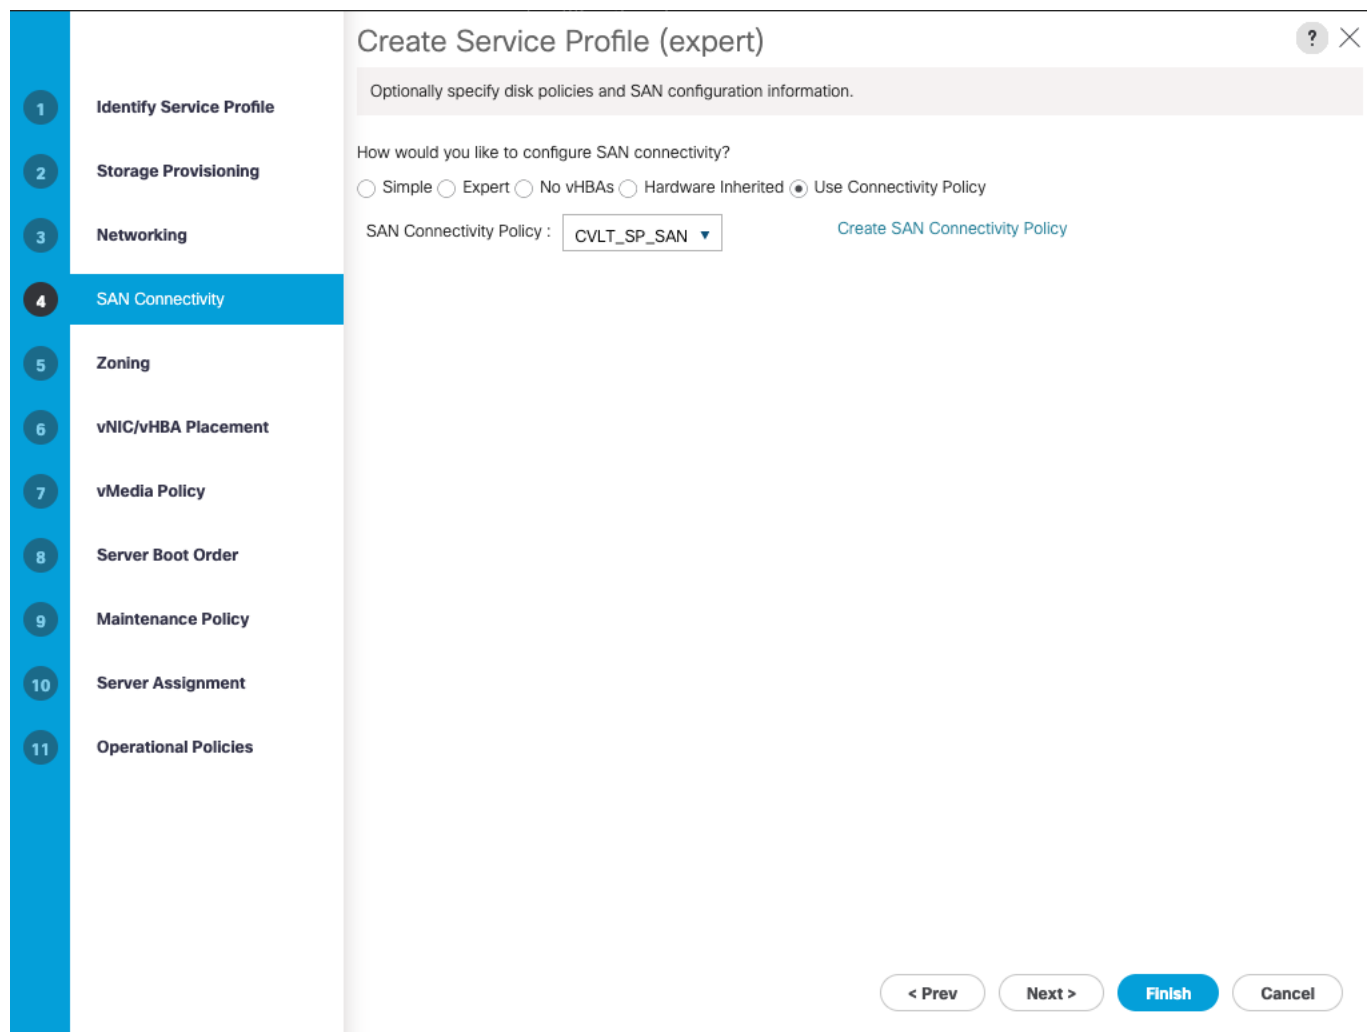 Create Service Profile (expert)
?
Optionally specify disk policies and SAN configuration information.
1 Identify Service Profile
2 Storage Provisioning
3 Networking
4 SAN Connectivity
5 Zoning
6 vNIC/vHBA Placement
7 vMedia Policy
8 Server Boot Order
9 Maintenance Policy
10 Server Assignment
11 Operational Policies
How would you like to configure SAN connectivity?
Simple Expert No vHBAs Hardware Inherited Use Connectivity Policy
SAN Connectivity Policy : CVLT_SP_SAN Create SAN Connectivity Policy
< Prev Next > Finish Cancel